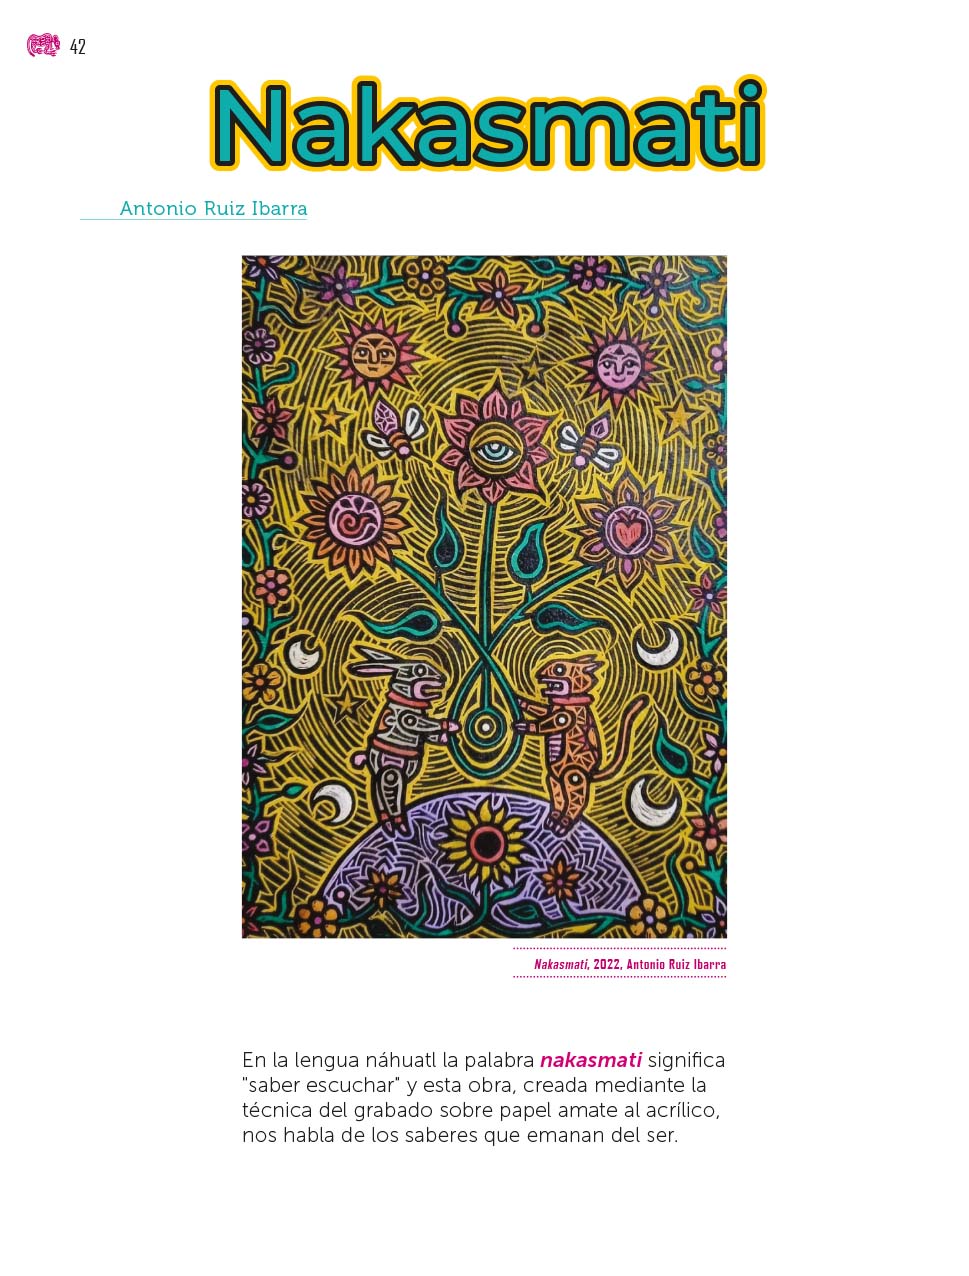 42
Nakasmati
Antonio Ruiz Ibarra
Nakasmati, 2022, Antonio Ruiz Ibarra
En la lengua náhuatl la palabra nakasmati significa
"saber escuchar" y esta obra, creada mediante la
técnica del grabado sobre papel amate al acrílico,
nos habla de los saberes que emanan del ser.